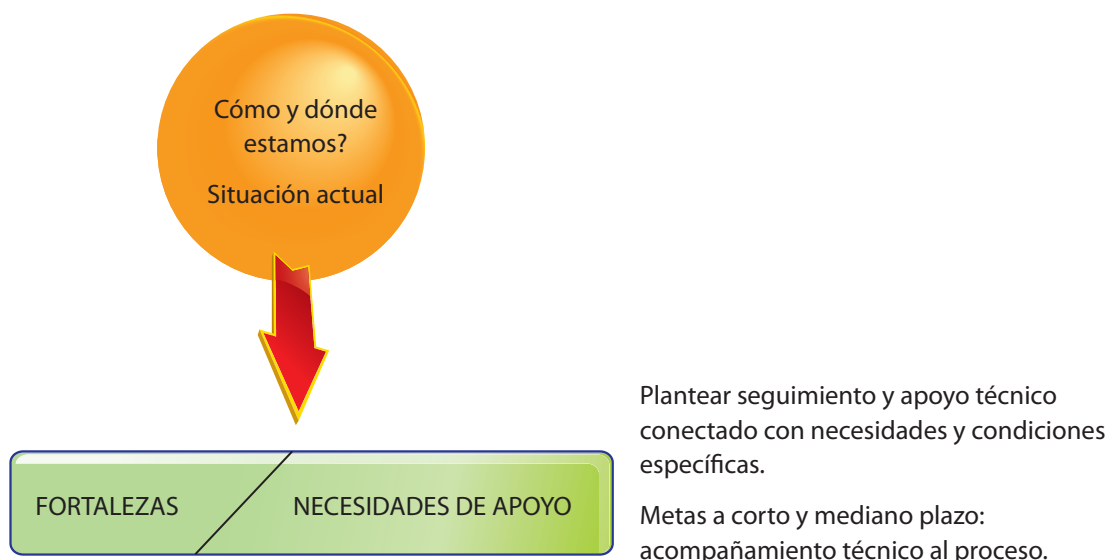 Cómo y dónde
estamos?
Situación actual
FORTALEZAS
NECESIDADES DE APOYO
Plantear seguimiento y apoyo técnico
conectado con necesidades y condiciones
específicas.
Metas a corto y mediano plazo:
acompañamiento técnico al proceso.